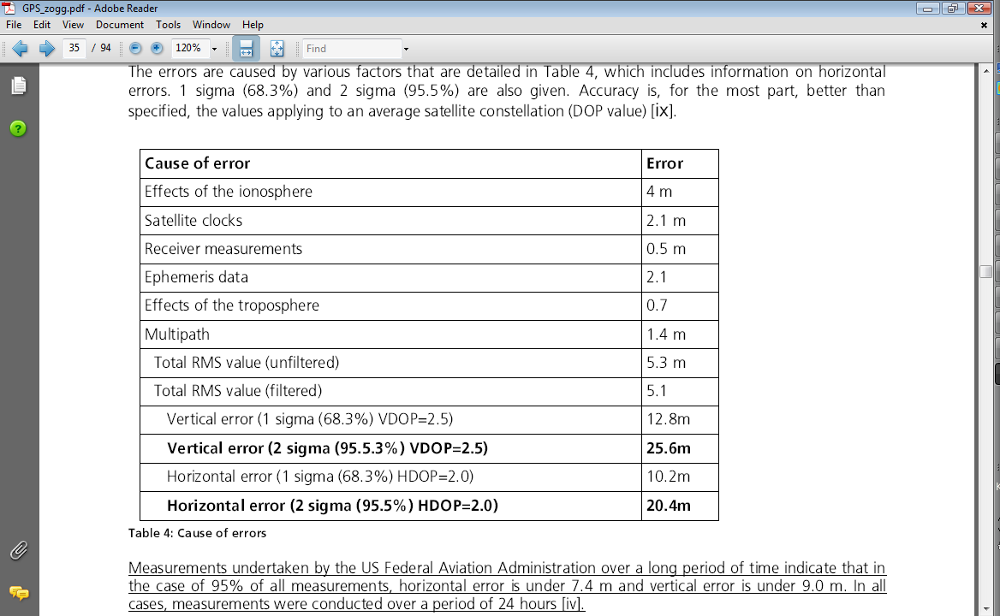 GPS_zogg.pdf - Adobe Reader
File Edit View Document Tools Window Help
35 / 94 120% Find
The errors are caused by various factors that are detailed in Table 4, which includes information on horizontal
errors. 1 sigma (68.3%) and 2 sigma (95.5%) are also given. Accuracy is, for the most part, better than
specified, the values applying to an average satellite constellation (DOP value) [ix].
Cause of error Error
Effects of the ionosphere 4 m
Satellite clocks 2.1 m
Receiver measurements 0.5 m
Ephemeris data 2.1
Effects of the troposphere 0.7
Multipath 1.4 m
Total RMS value (unfiltered) 5.3 m
Total RMS value (filtered) 5.1
Vertical error (1 sigma (68.3%) VDOP=2.5) 12.8m
Vertical error (2 sigma (95.5.3%) VDOP=2.5) 25.6m
Horizontal error (1 sigma (68.3%) HDOP=2.0) 10.2m
Horizontal error (2 sigma (95.5%) HDOP=2.0) 20.4m
Table 4: Cause of errors
Measurements undertaken by the US Federal Aviation Administration over a long period of time indicate that in
the case of 95% of all measurements, horizontal error is under 7.4 m and vertical error is under 9.0 m. In all
cases, measurements were conducted over a period of 24 hours [iv].